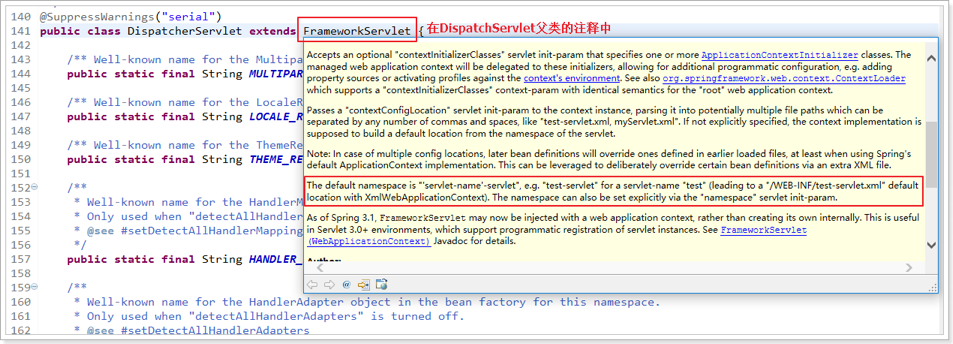 140 @SuppressWarnings("serial")
141 public class DispatcherServlet extends FrameworkServlet { 在DispatchServlet父类的注释中
142
143 /** Well-known name for the Multipa
144 public static final String MULTIPAR
145
146 /** Well-known name for the LocaleR
147 public static final String LOCALE_R
148
149 /** Well-known name for the ThemeRe
150 public static final String THEME_RE
151
152 /**
153 * Well-known name for the HandlerM
154 * Only used when "detectAllHandler
155 * @see #setDetectAllHandlerMapping
156 */
157 public static final String HANDLER_
158
159 /**
160 * Well-known name for the HandlerAdapter object in the bean factory for this namespace.
161 * Only used when "detectAllHandlerAdapters" is turned off.
162 * @see #setDetectAllHandlerAdapters
Accepts an optional "contextInitializerClasses" servlet init-param that specifies one or more ApplicationContextInitializer classes. The
managed web application context will be delegated to these initializers, allowing for additional programmatic configuration, e.g. adding
property sources or activating profiles against the context's environment. See also org.springframework.web.context.ContextLoader
which supports a "contextInitializerClasses" context-param with identical semantics for the "root" web application context.
Passes a "contextConfigLocation" servlet init-param to the context instance, parsing it into potentially multiple file paths which can be
separated by any number of commas and spaces, like "test-servlet.xml, myServlet.xml". If not explicitly specified, the context implementation is
supposed to build a default location from the namespace of the servlet.
Note: In case of multiple config locations, later bean definitions will override ones defined in earlier loaded files, at least when using Spring's
default ApplicationContext implementation. This can be leveraged to deliberately override certain bean definitions via an extra XML file.
The default namespace is "'servlet-name'-servlet", e.g. "test-servlet" for a servlet-name "test" (leading to a "/WEB-INF/test-servlet.xml" default
location with XmlWebApplicationContext). The namespace can also be set explicitly via the "namespace" servlet init-param.
As of Spring 3.1, FrameworkServlet may now be injected with a web application context, rather than creating its own internally. This is useful
in Servlet 3.0+ environments, which support programmatic registration of servlet instances. See FrameworkServlet
(WebApplicationContext) Javadoc for details.